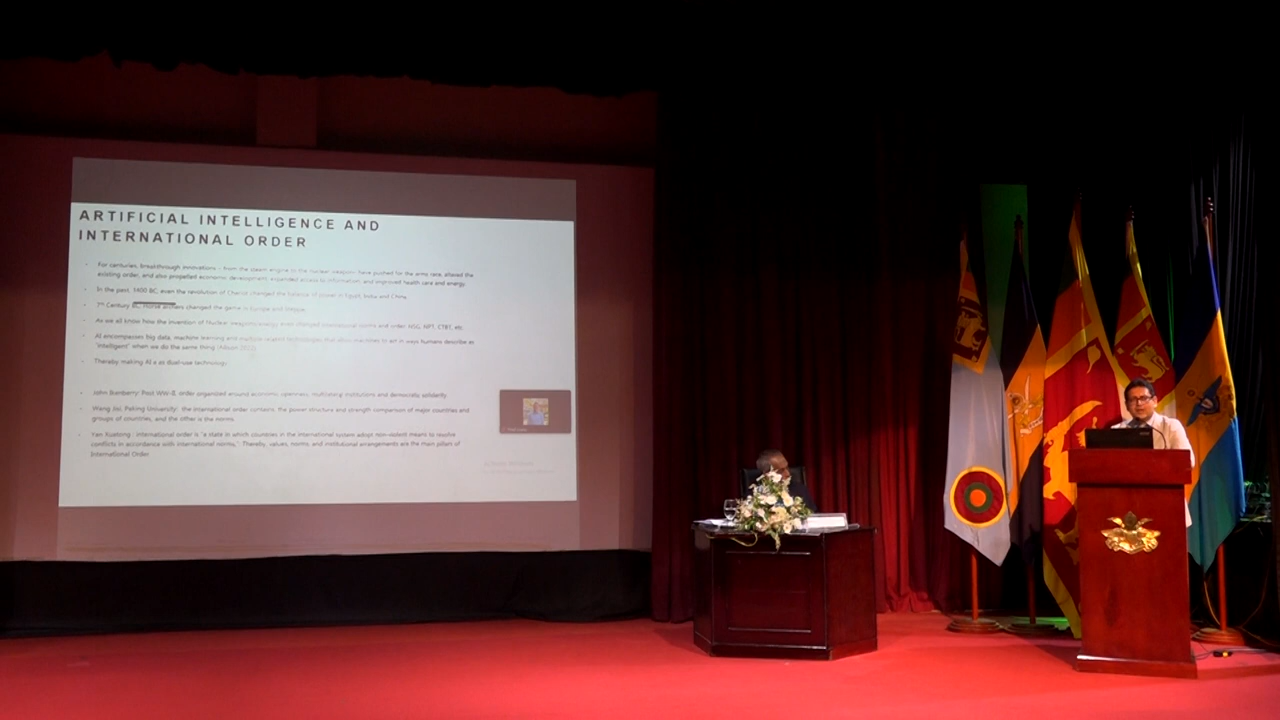 ARTIFICIAL INTELLIGENCE AND
INTERNATIONAL ORDER
For centuries, breakthrough innovations – from the steam engine to the nuclear weapons have pushed for the arms race, altered the
existing order, and also propelled economic development, expanded access to information, and improved health care and energy.
In the past, 1400 BC, even the revolution of Chariot changed the balance of power in Egypt, India and China.
7th Century BC, Horse archers changed the game in Europe and
As we all know how the invention of Nuclear weapons/energy even changed international norms and order. NSG, NPT, CTBT, etc.
AI encompasses big data, machine learning and multiple related technologies that allow machines to act in ways humans describe as
"intelligent" when we do the same thing
Thereby making AI a as dual-use technology
John Ikenberry: Post WW-II, order organized around economic openness, multilateral institutions and democratic solidarity
Wang Jisi, Peking University: the international order contains: the power structure and strength comparison of major countries and
groups of countries, and the other is the norms.
Yan Xuetong : international order is "a state in which countries in the international system adopt non-violent means to resolve
conflicts in accordance with international norms,". Thereby, values, norms and institutional arrangements are the main pillars of
International Order